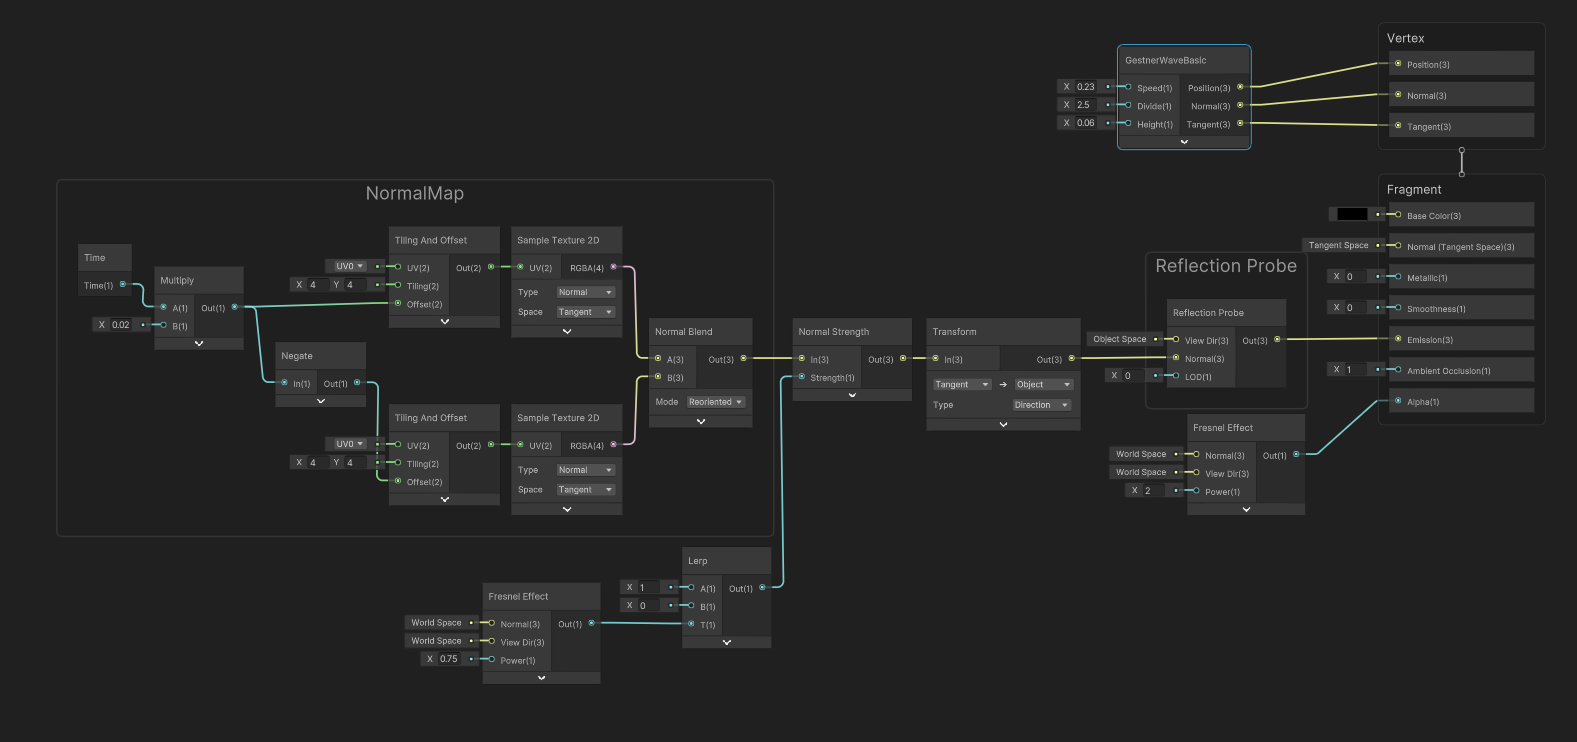 Vertex
GestnerWaveBasic
Position(3)
X 0.23 Speed(1) Position(3)
Normal(3)
X 2.5 Divide(1) Normal(3)
X 0.06 Height(1) Tangent(3)
Tangent(3)
NormalMap
Fragment
Base Color(3)
Tangent Space Normal (Tangent Space)(3)
X 0 Metallic(1)
X 0 Smoothness(1)
Emission(3)
X 1 Ambient Occlusion(1)
Alpha(1)
Time
Time(1)
Multiply
A(1) Out(1)
X 0.02 B(1)
Negate
In(1) Out(1)
Tiling And Offset
UV0 UV(2) Out(2)
X 4 Y 4 Tiling(2)
Offset(2)
Sample Texture 2D
UV(2) RGBA(4)
Type Normal
Space Tangent
Tiling And Offset
UV0 UV(2) Out(2)
X 4 Y 4 Tiling(2)
Offset(2)
Sample Texture 2D
UV(2) RGBA(4)
Type Normal
Space Tangent
Normal Blend
A(3) Out(3)
B(3)
Mode Reoriented
Normal Strength
In(3) Out(3)
Strength(1)
Transform
In(3) Out(3)
Tangent → Object
Type Direction
Reflection Probe
Reflection Probe
Object Space View Dir(3) Out(3)
Normal(3)
X 0 LOD(1)
Fresnel Effect
World Space Normal(3) Out(1)
World Space View Dir(3)
X 2 Power(1)
Lerp
X 1 A(1) Out(1)
X 0 B(1)
T(1)
Fresnel Effect
World Space Normal(3) Out(1)
World Space View Dir(3)
X 0.75 Power(1)